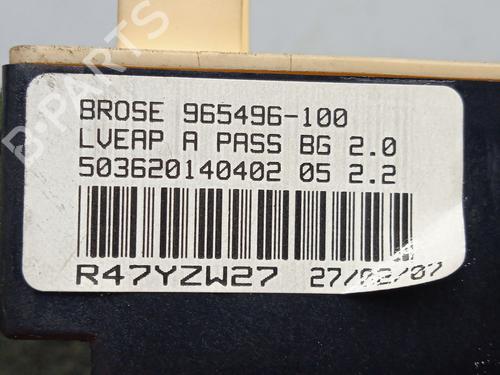 BROSE 965496-100
LVEAP A PASS BG 2.0
503620140402 05 2.2
R47YZW27 27/02/07
B-PARTS